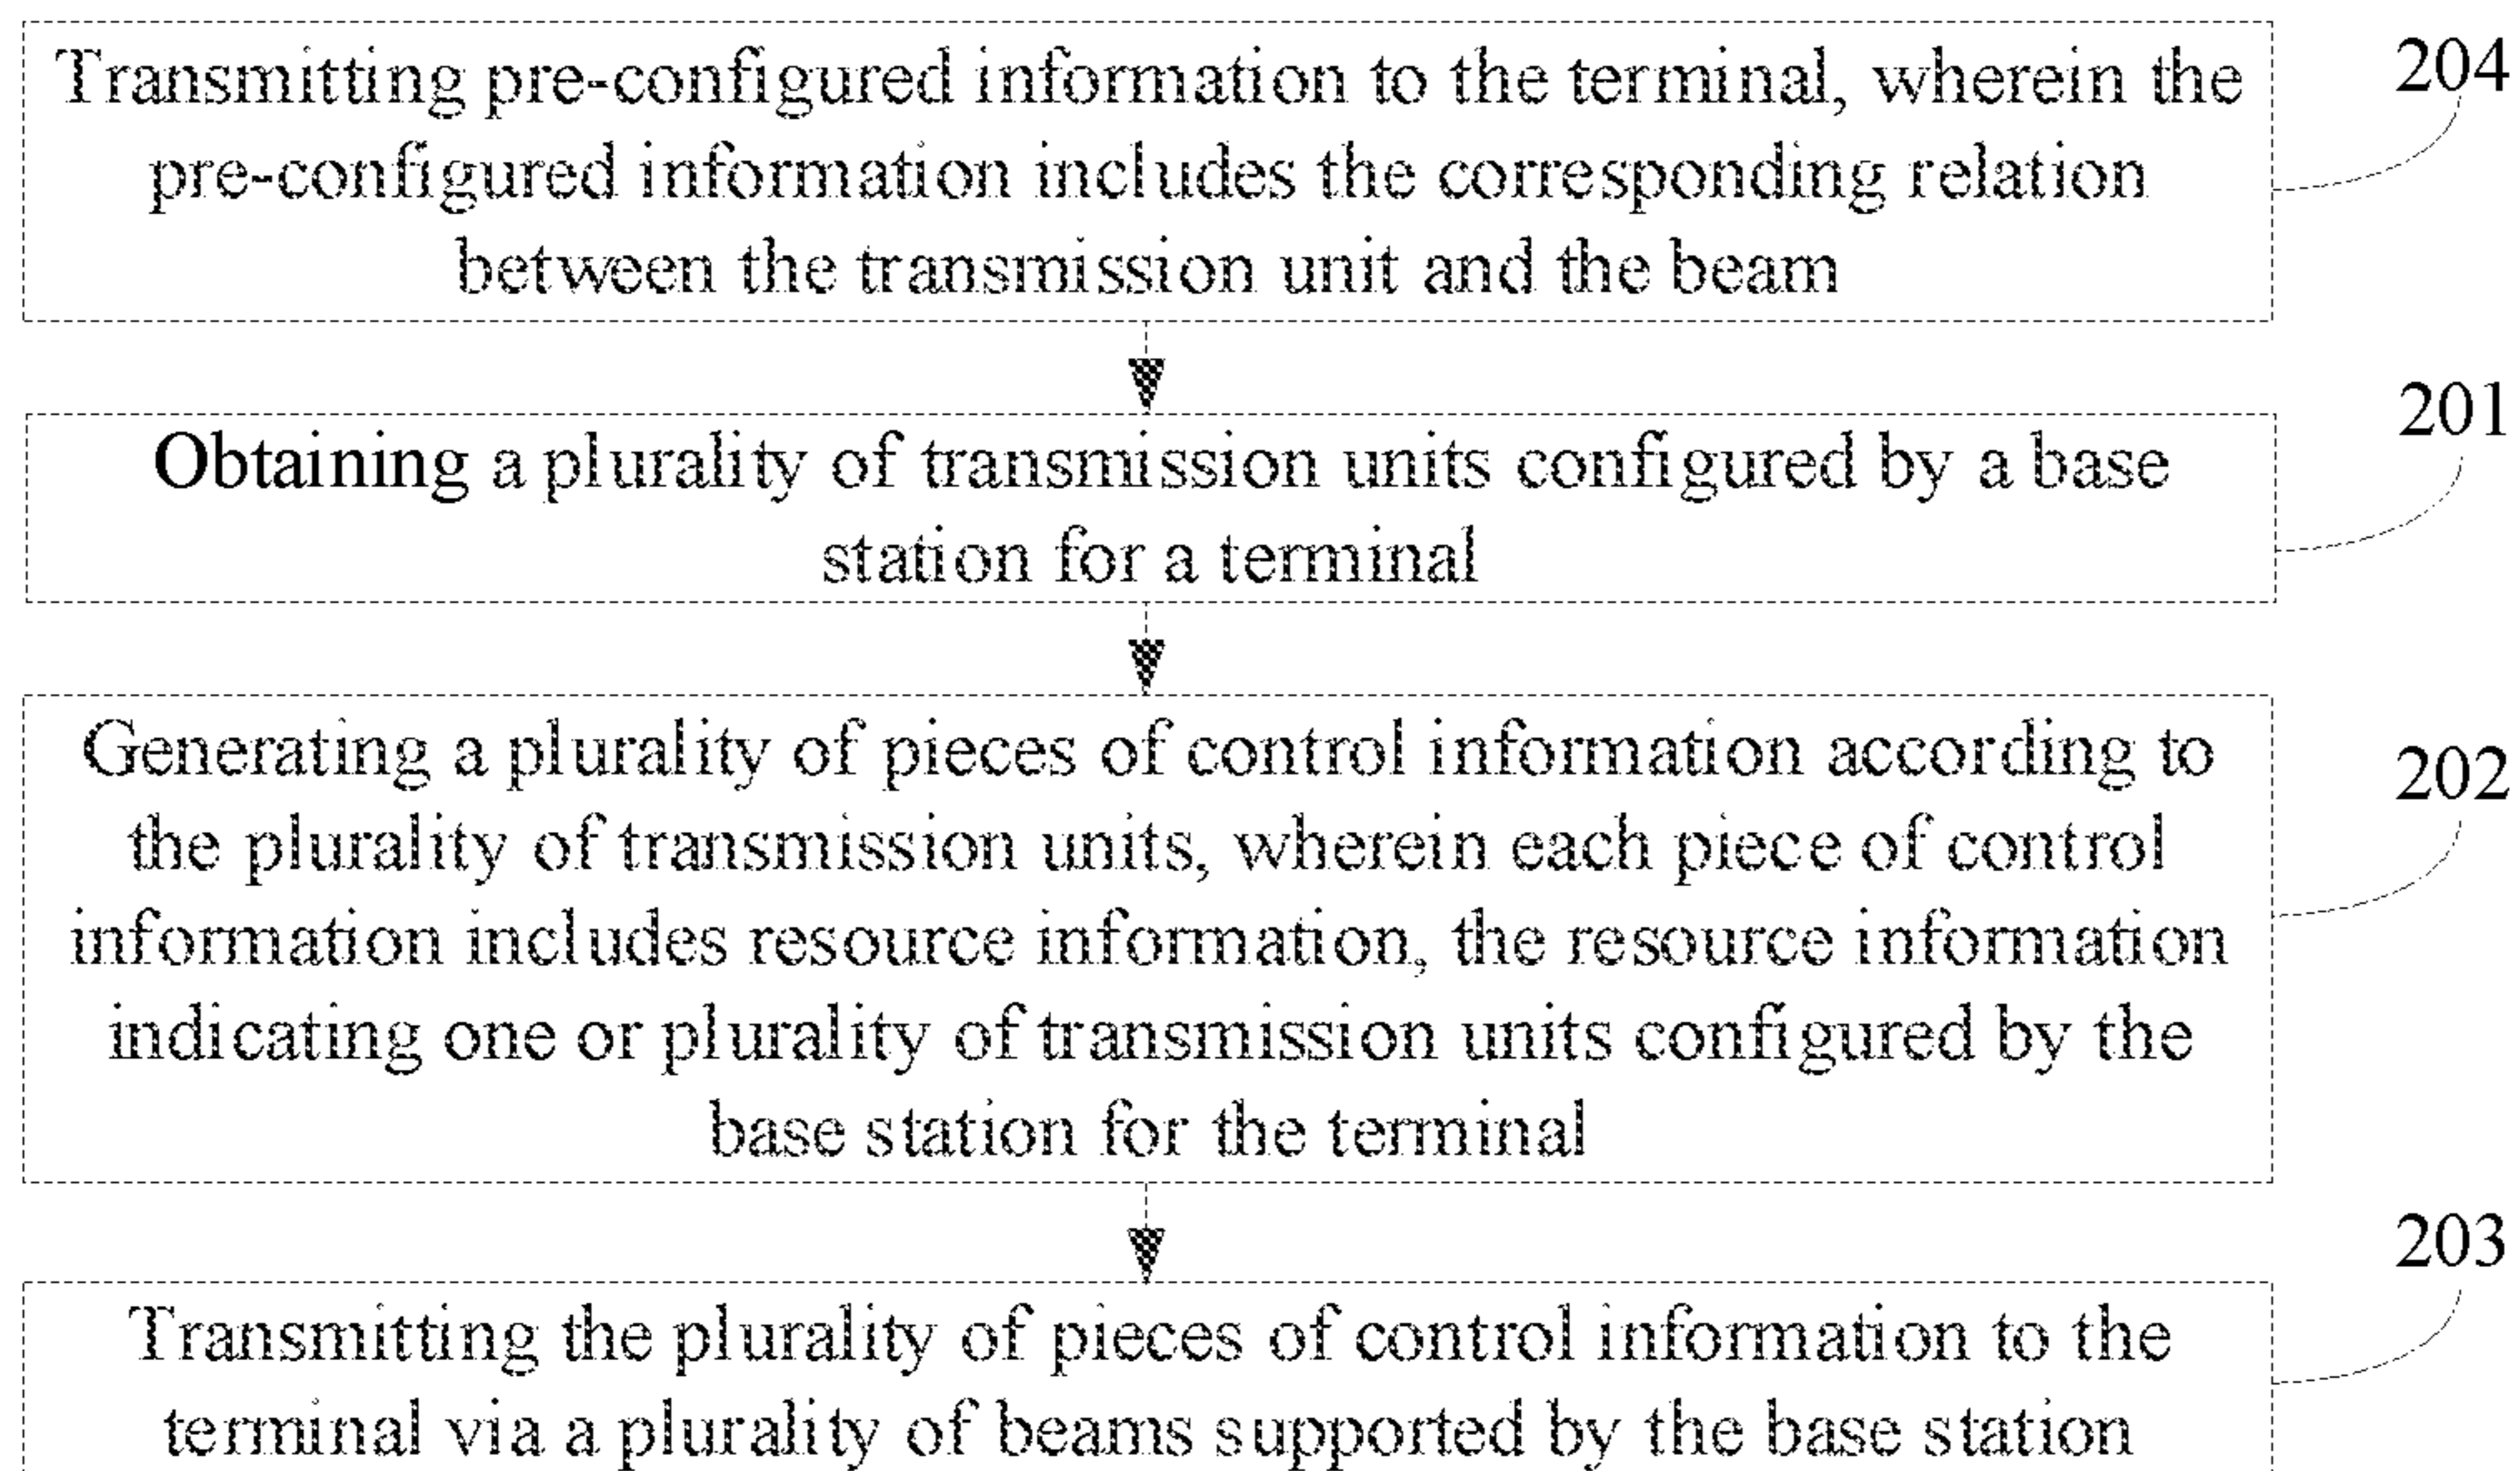 Transmitting pre-configured information to the terminal, wherein the
204
pre-configured information includes the corresponding relation
between the transmission unit and the beam
201
Obtaining a plurality of transmission units configured by a base
station for a terminal
Generating a plurality of pieces of control information according to
202
the plurality of transmission units, wherein each piece of control
information includes resource information, the resource information
indicating one or plurality of transmission units configured by the
base station for the terminal
203
Transmitting the plurality of pieces of control information to the
terminal via a plurality of beams supported by the base station